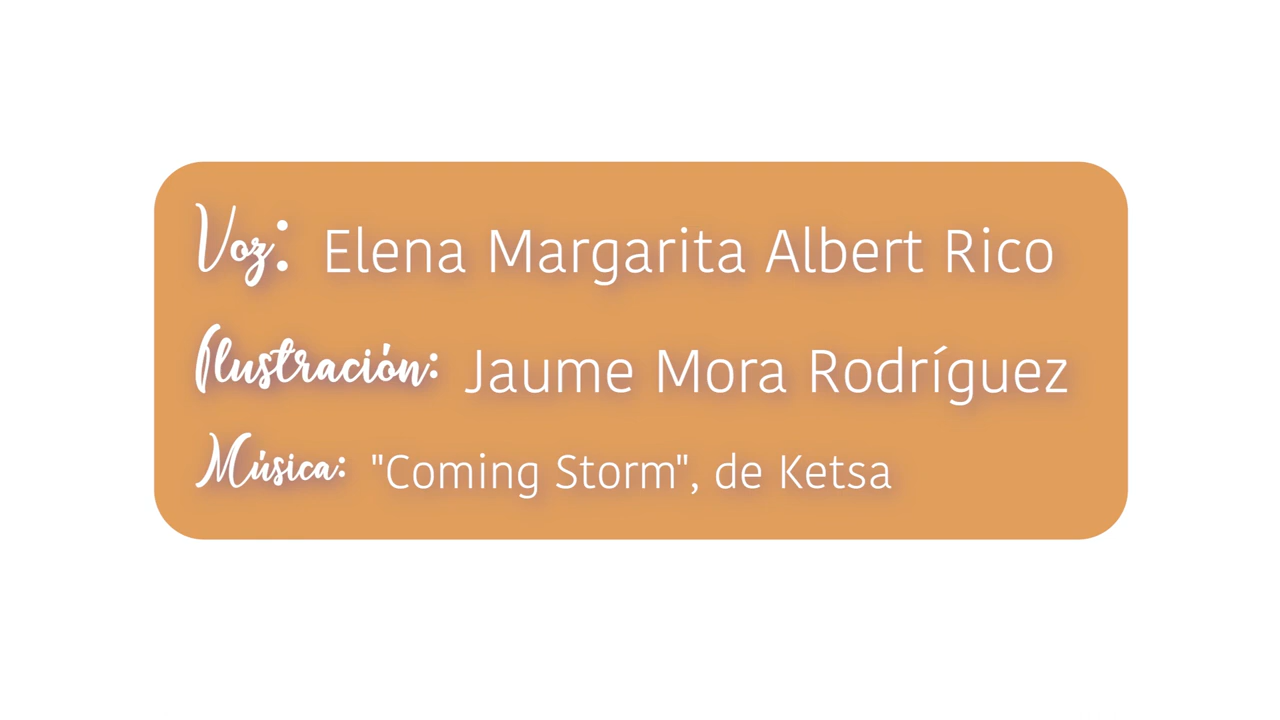 Voz: Elena Margarita Albert Rico
Ilustración: Jaume Mora Rodríguez
Música: "Coming Storm", de Ketsa